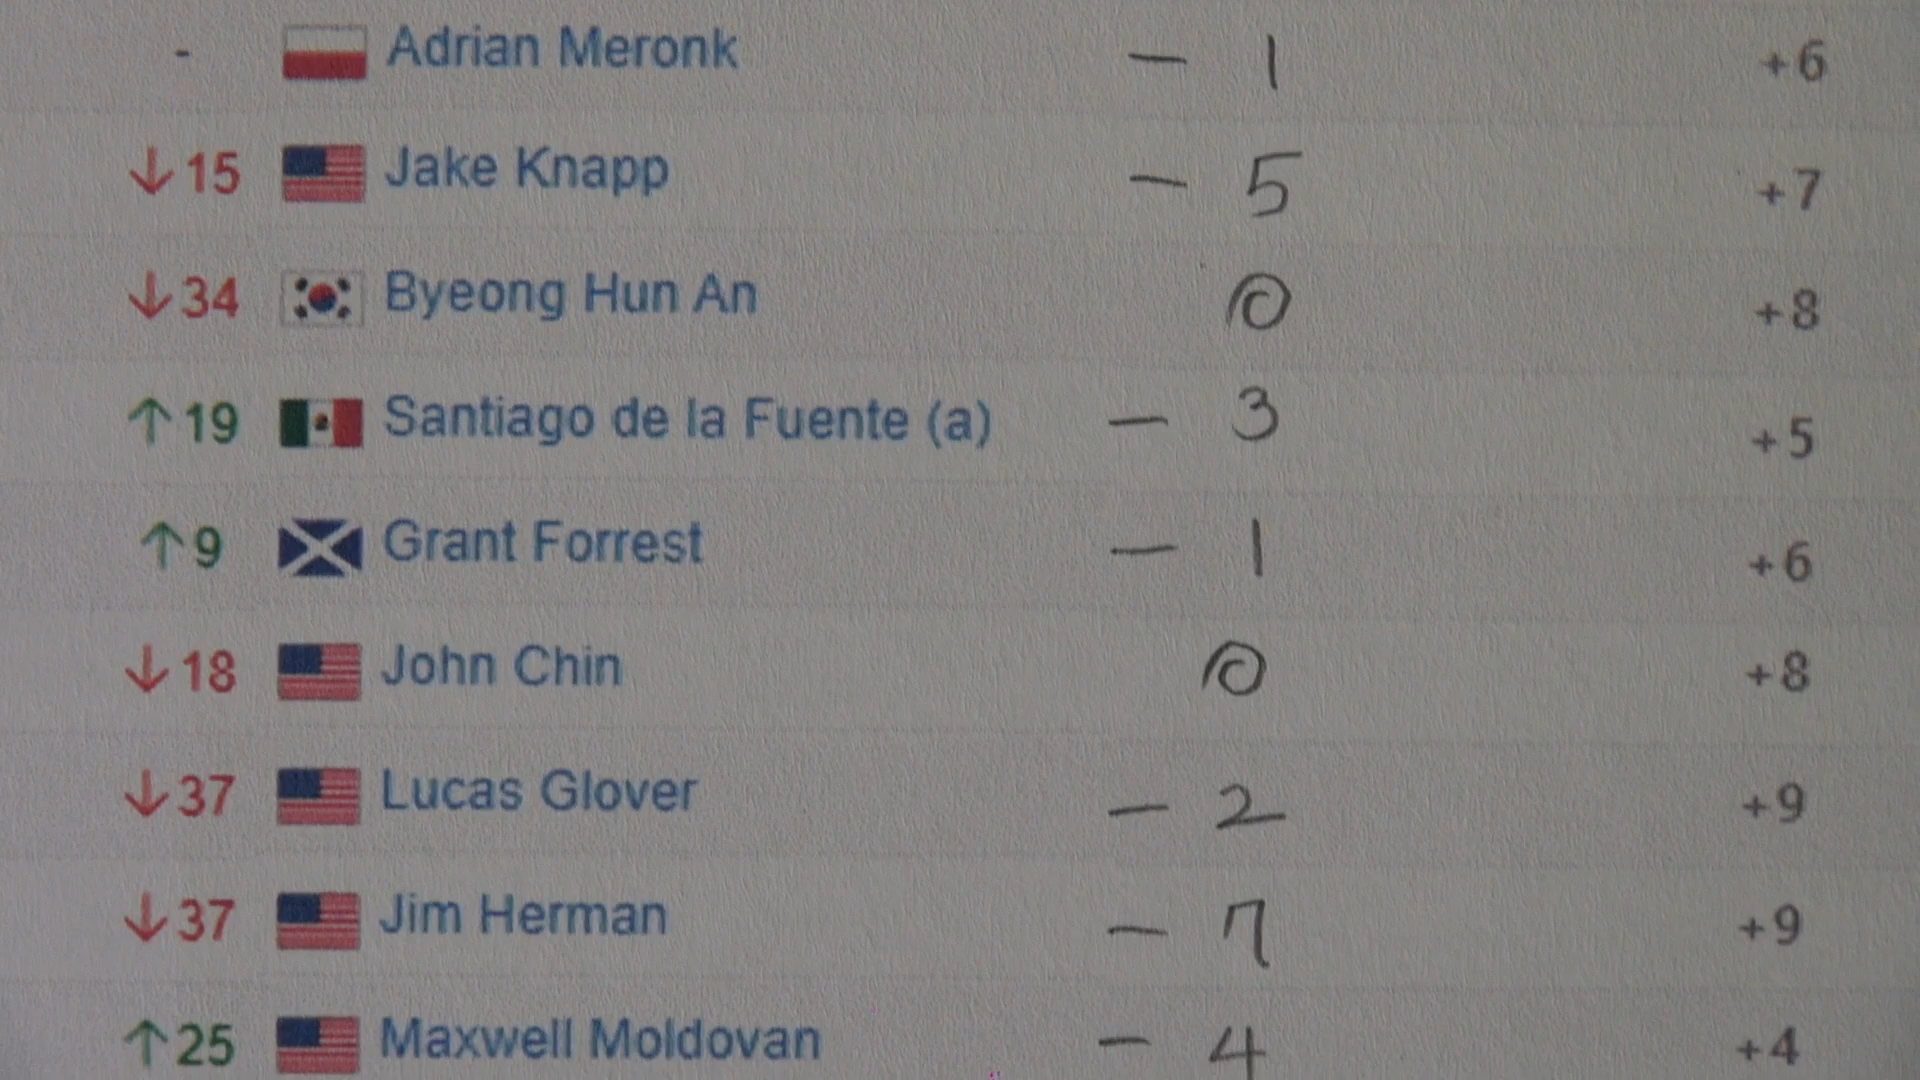 - Adrian Meronk — 1 +6
↓15 Jake Knapp — 5 +7
↓34 Byeong Hun An 0 +8
↑19 Santiago de la Fuente (a) — 3 +5
↑9 Grant Forrest — 1 +6
↓18 John Chin 0 +8
↓37 Lucas Glover — 2 +9
↓37 Jim Herman — 7 +9
↑25 Maxwell Moldovan — 4 +4